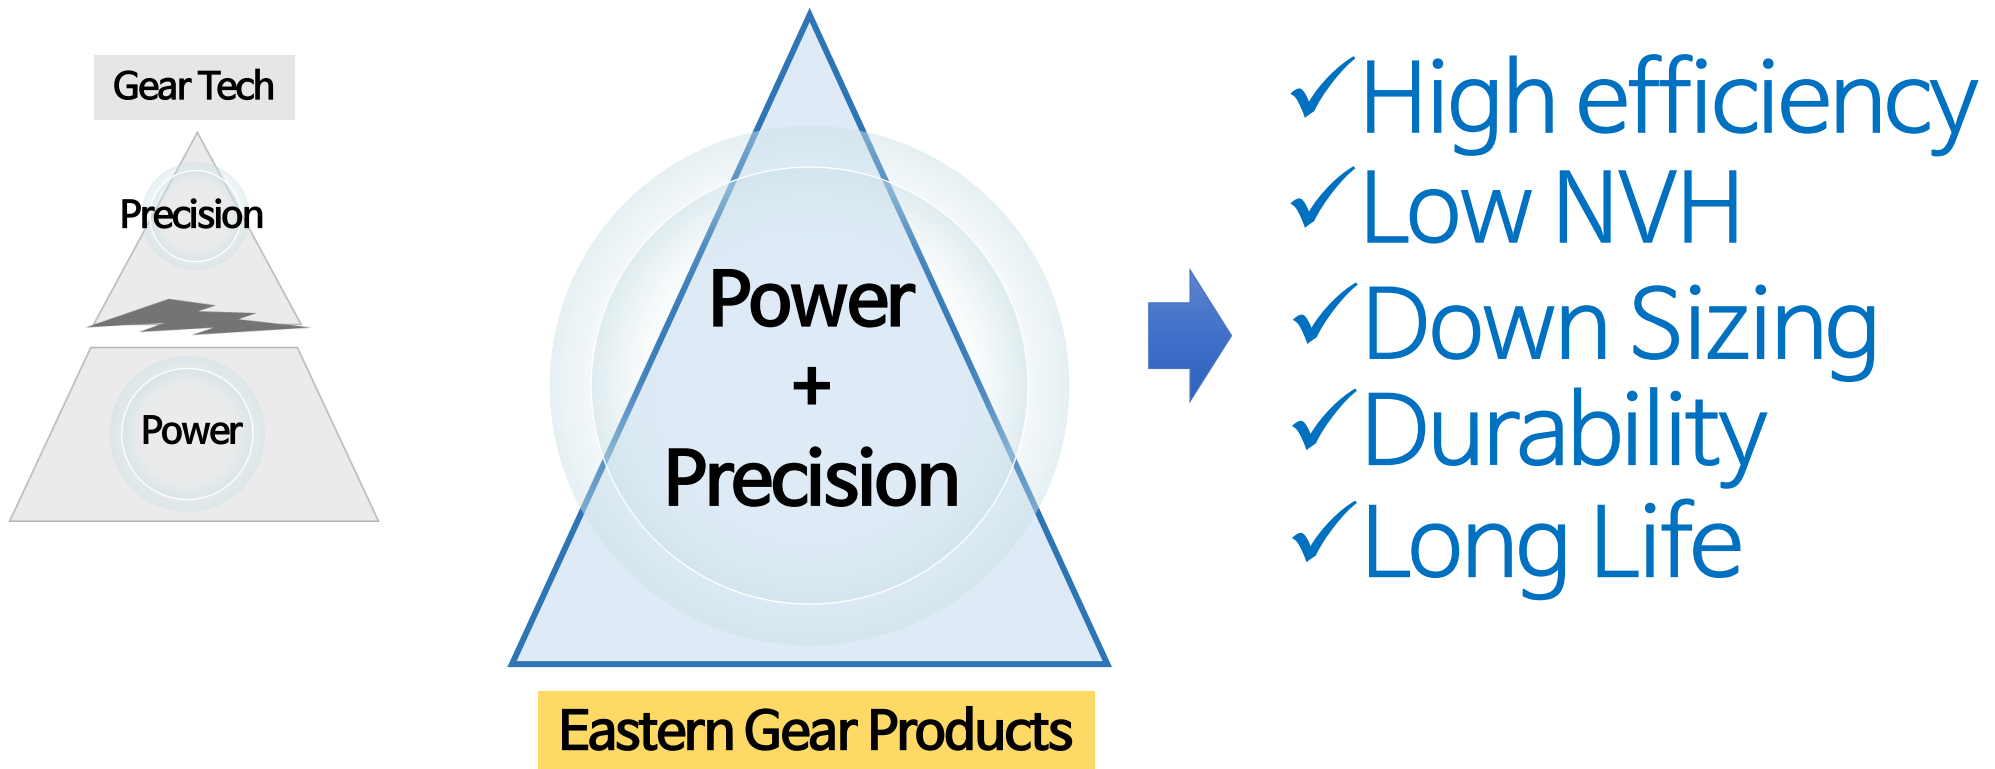 Gear Tech
Precision
Power
Power
+
Precision
Eastern Gear Products
✓High efficiency
✓Low NVH
✓Down Sizing
✓Durability
✓Long Life